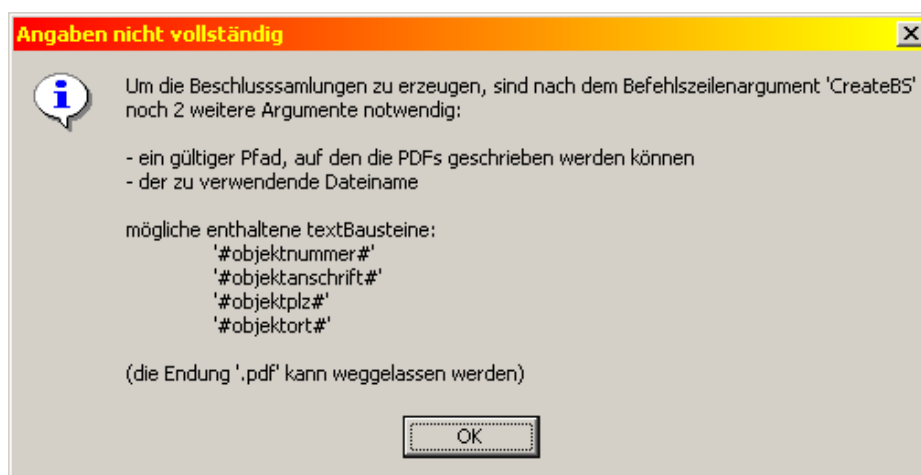 Angaben nicht vollständig
Um die Beschlusssamlungen zu erzeugen, sind nach dem Befehlszeilenargument 'CreateBS'
noch 2 weitere Argumente notwendig:
- ein gültiger Pfad, auf den die PDFs geschrieben werden können
- der zu verwendende Dateiname
mögliche enthaltene textBausteine:
'#objektnummer#'
'#objektanschrift#'
'#objektplz#'
'#objektort#'
(die Endung '.pdf' kann weggelassen werden)
OK